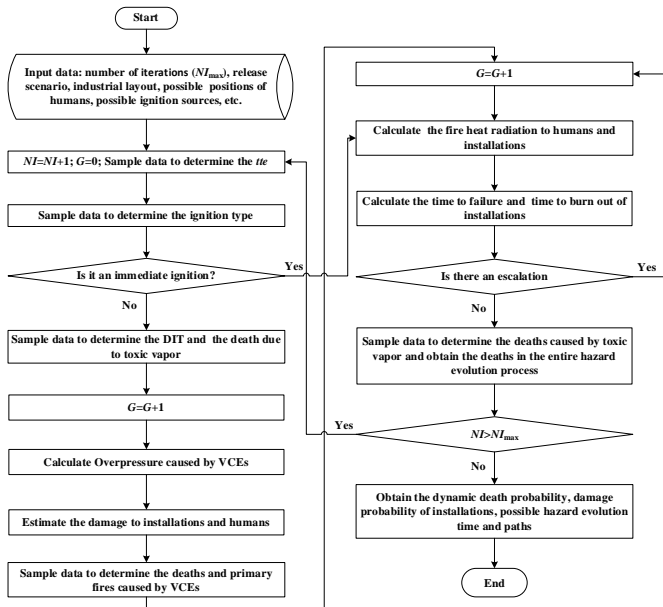 Start
Input data: number of iterations (NImax), release
scenario, industrial layout, possible positions of
humans, possible ignition sources, etc.
NI=NI+1; G=0; Sample data to determine the tte
Sample data to determine the ignition type
Is it an immediate ignition?
Yes
No
Sample data to determine the DIT and the death due
to toxic vapor
G=G+1
Calculate Overpressure caused by VCEs
Estimate the damage to installations and humans
Sample data to determine the deaths and primary
fires caused by VCEs
G=G+1
Calculate the fire heat radiation to humans and
installations
Calculate the time to failure and time to burn out of
installations
Is there an escalation
Yes
No
Sample data to determine the deaths caused by toxic
vapor and obtain the deaths in the entire hazard
evolution process
Yes
NI>NImax
No
Obtain the dynamic death probability, damage
probability of installations, possible hazard evolution
time and paths
End